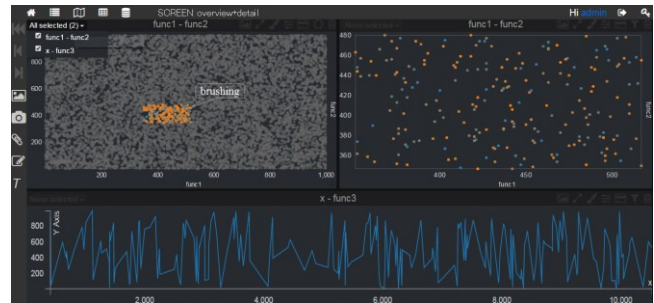 SCREEN: overview+detail
Hi admin
All selected (2)
func1 - func2
func1 - func2
func1 - func2
x - func3
800
600
400
200
brushing
200
400
600
800
1,000
func1
func2
480
460
440
420
400
380
360
400
450
500
func1
func2
T
x - func3
Y Axis
800
600
400
200
x
2,000
4,000
6,000
8,000
10,000